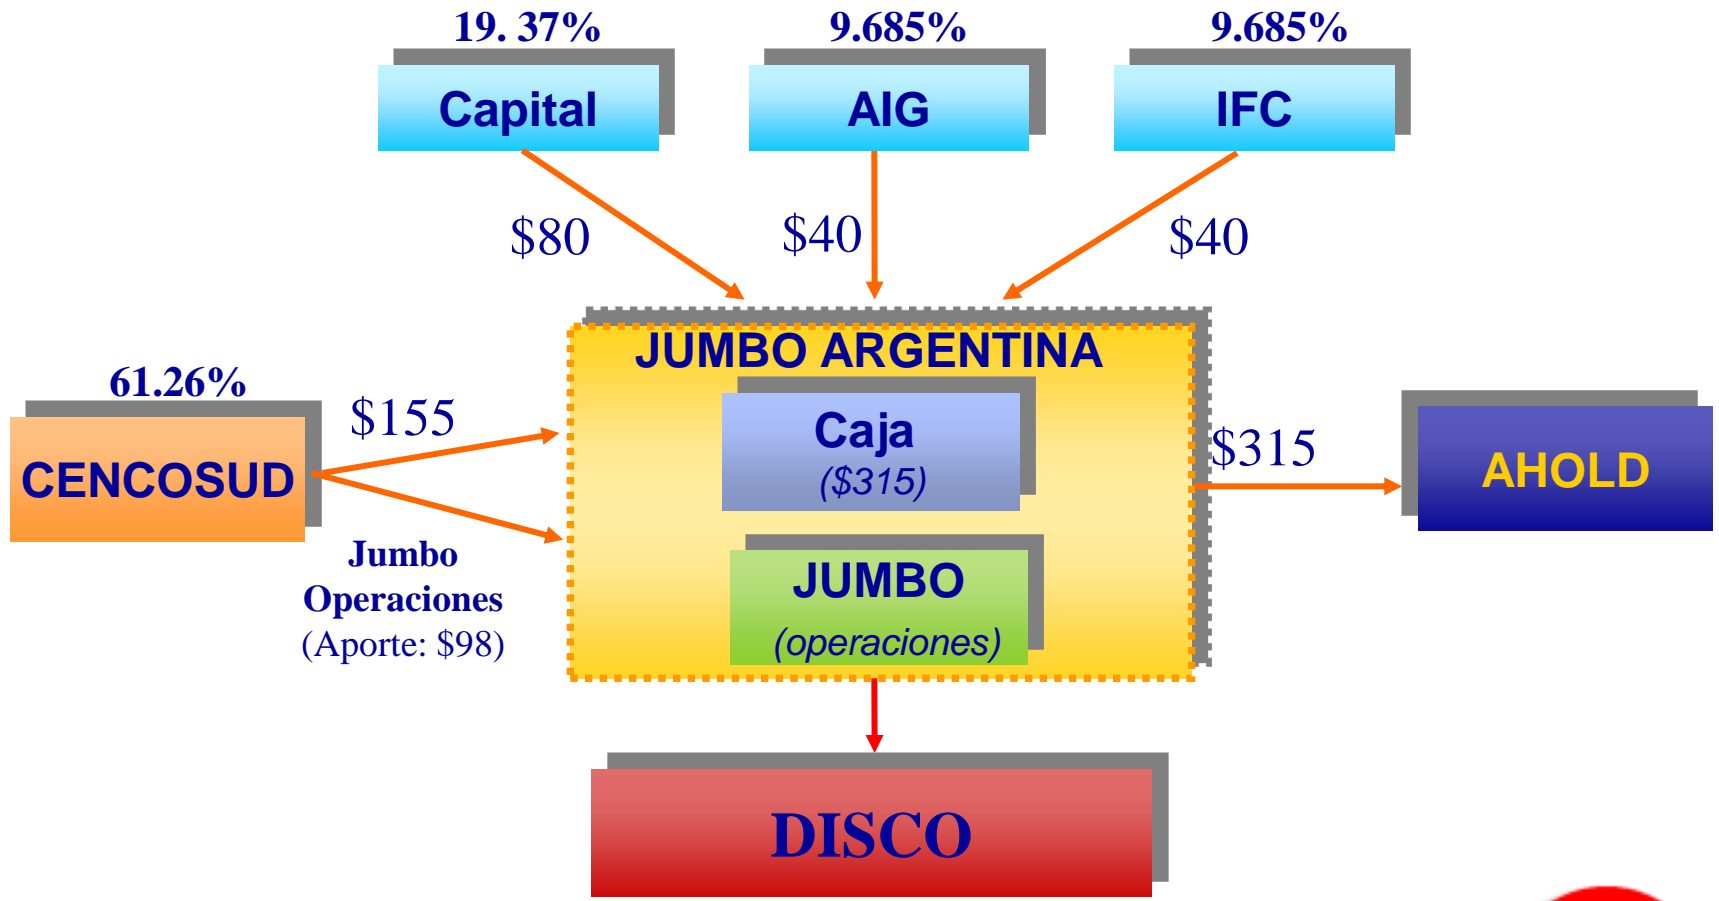 19. 37%
9.685%
9.685%
Capital
AIG
IFC
$80
$40
$40
JUMBO ARGENTINA
61.26%
$155
CENCOSUD
Caja
($315)
$315
AHOLD
Jumbo
Operaciones
(Aporte: $98)
JUMBO
(operaciones)
DISCO